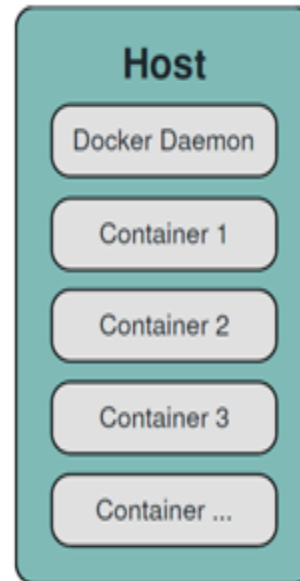 Host
Docker Daemon
Container 1
Container 2
Container 3
Container ...